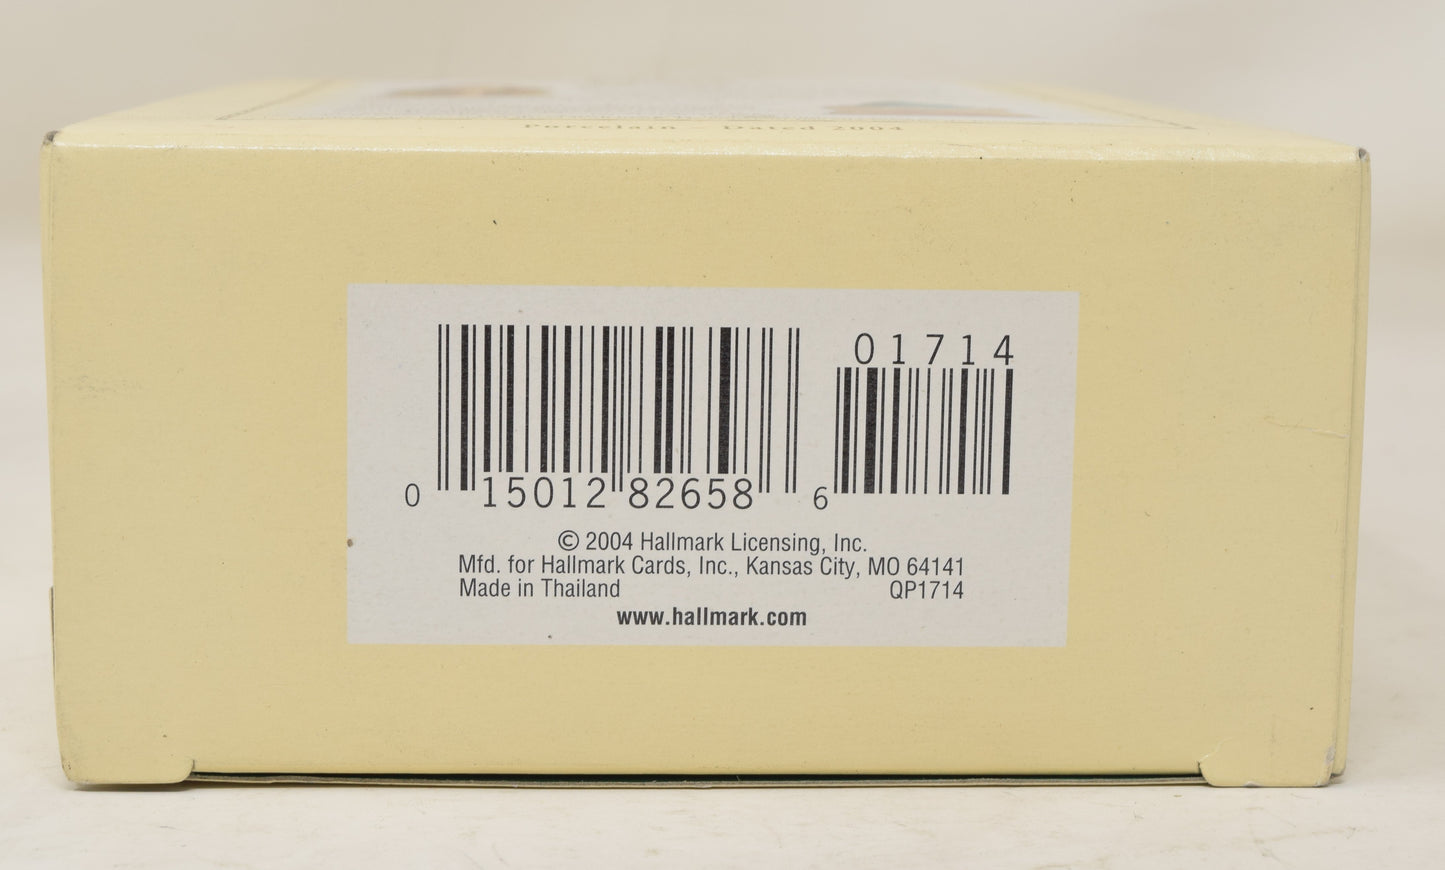 Porcelain – Dated 2004
01714
0 15012 82658 6
© 2004 Hallmark Licensing, Inc.
Mfd. for Hallmark Cards, Inc., Kansas City, MO 64141
Made in Thailand QP1714
www.hallmark.com